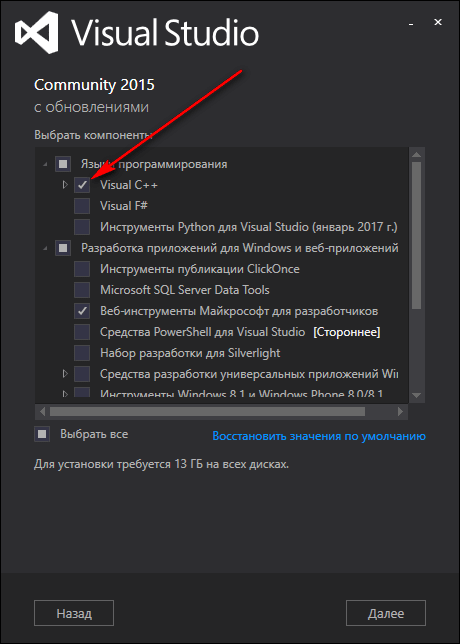 Visual Studio
Community 2015
с обновлениями
Выбрать компоненты
Языки программирования
Visual C++
Visual F#
Инструменты Python для Visual Studio (январь 2017 г.)
Разработка приложений для Windows и веб-приложений
Инструменты публикации ClickOnce
Microsoft SQL Server Data Tools
Веб-инструменты Майкрософт для разработчиков
Средства PowerShell для Visual Studio [Стороннее]
Набор разработки для Silverlight
Средства разработки универсальных приложений Win
Инструменты Windows 8.1 и Windows Phone 8.0/8.1
Выбрать все
Восстановить значения по умолчанию
Для установки требуется 13 ГБ на всех дисках.
Назад
Далее